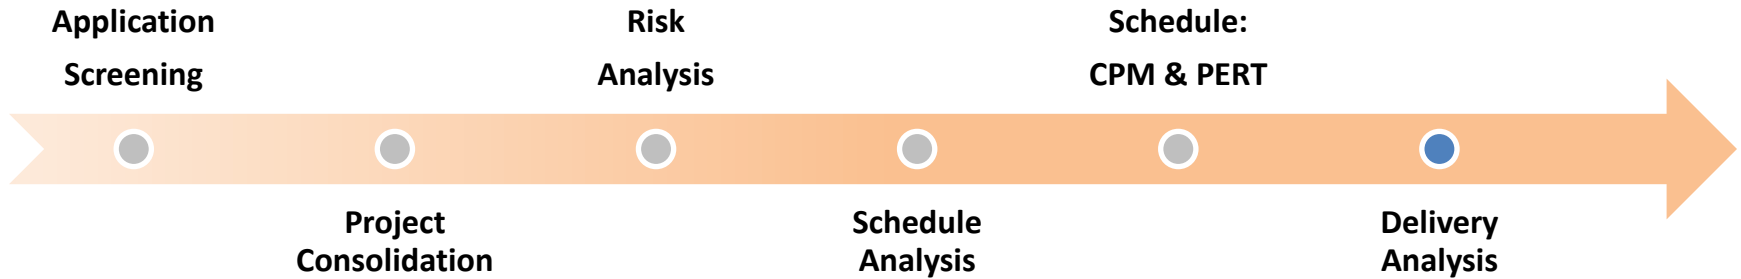 Application
Screening
Project
Consolidation
Risk
Analysis
Schedule
Analysis
Schedule:
CPM & PERT
Delivery
Analysis